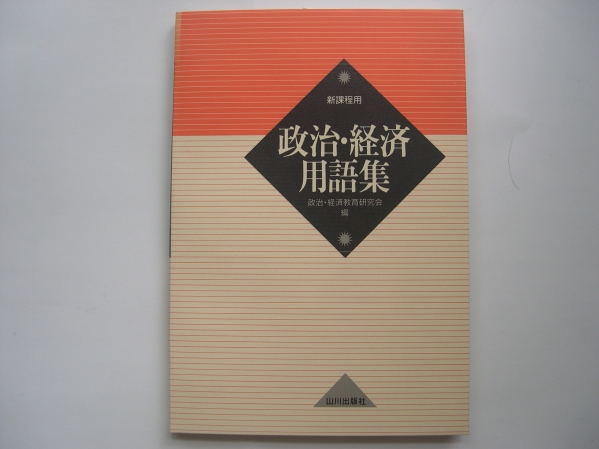 新課程用
政治・経済
用語集
政治・経済教育研究会
編
山川出版社